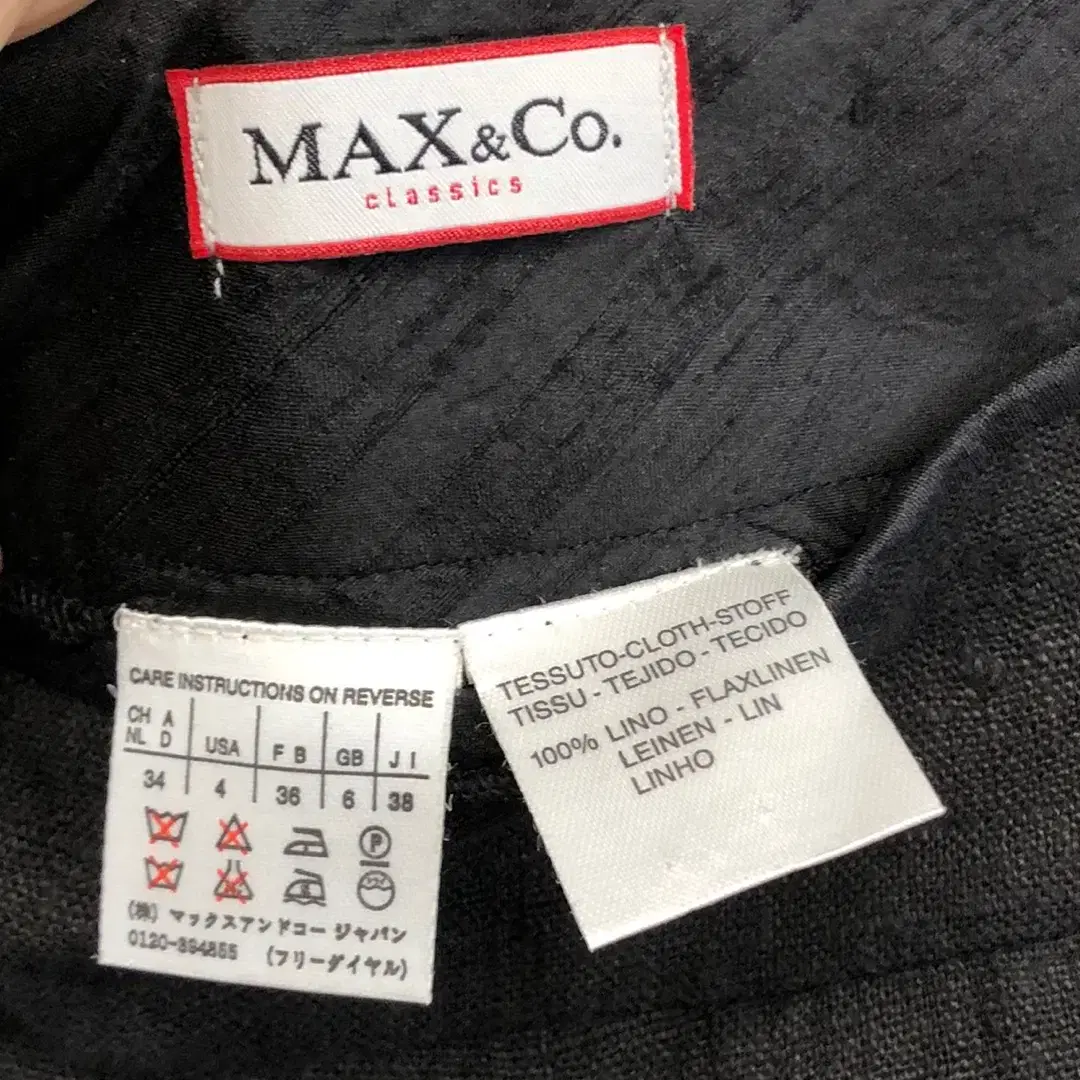 MAX&Co.
classics
CARE INSTRUCTIONS ON REVERSE
CH A
NL D
USA
F B
GB
J I
34
4
36
6
38
P
(株) マックスアンドコー ジャパン
0120-394855 (フリーダイヤル)
TESSUTO-CLOTH-STOFF
TISSU - TEJIDO - TECIDO
100% LINO - FLAXLINEN
LEINEN - LIN
LINHO